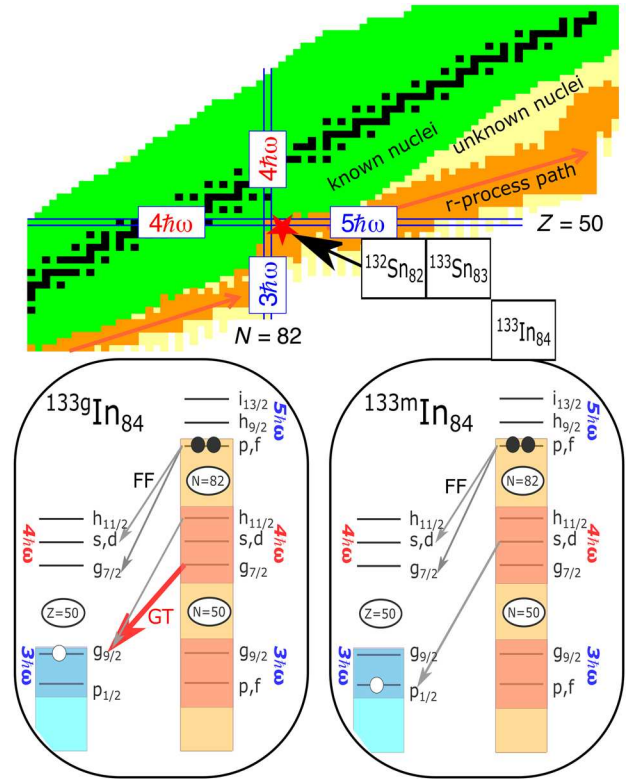 4ħω
known nuclei
unknown nuclei
4ħω
5ħω
r-process path
Z = 50
3ħω
N = 82
¹³²Sn₈₂
¹³³Sn₈₃
¹³³In₈₄
¹³³ᵍIn₈₄
i₁₃/₂
h₉/₂
p,f
5ħω
FF
N=82
4ħω
h₁₁/₂
s,d
g₇/₂
h₁₁/₂
s,d
g₇/₂
4ħω
Z=50
GT
N=50
3ħω
g₉/₂
p₁/₂
g₉/₂
p,f
3ħω
¹³³ᵐIn₈₄
i₁₃/₂
h₉/₂
p,f
5ħω
FF
N=82
4ħω
h₁₁/₂
s,d
g₇/₂
h₁₁/₂
s,d
g₇/₂
4ħω
Z=50
N=50
3ħω
g₉/₂
p₁/₂
g₉/₂
p,f
3ħω